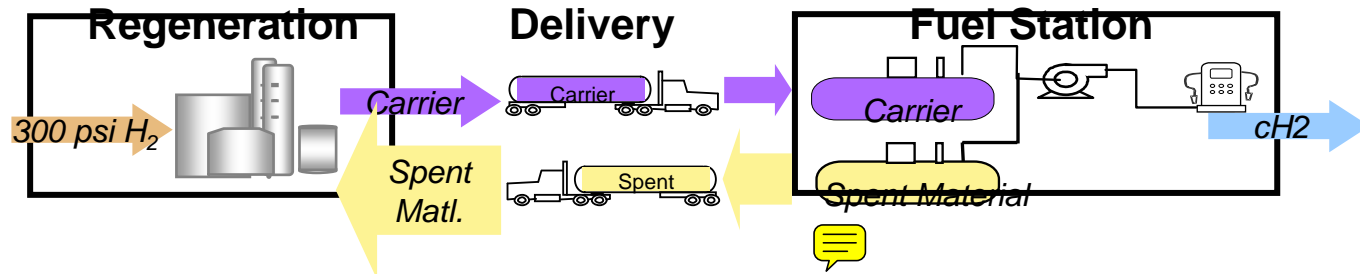 Regeneration
Delivery
Fuel Station
300 psi H₂
Carrier
Carrier
Carrier
cH2
Spent
Matl.
Spent
Spent Material